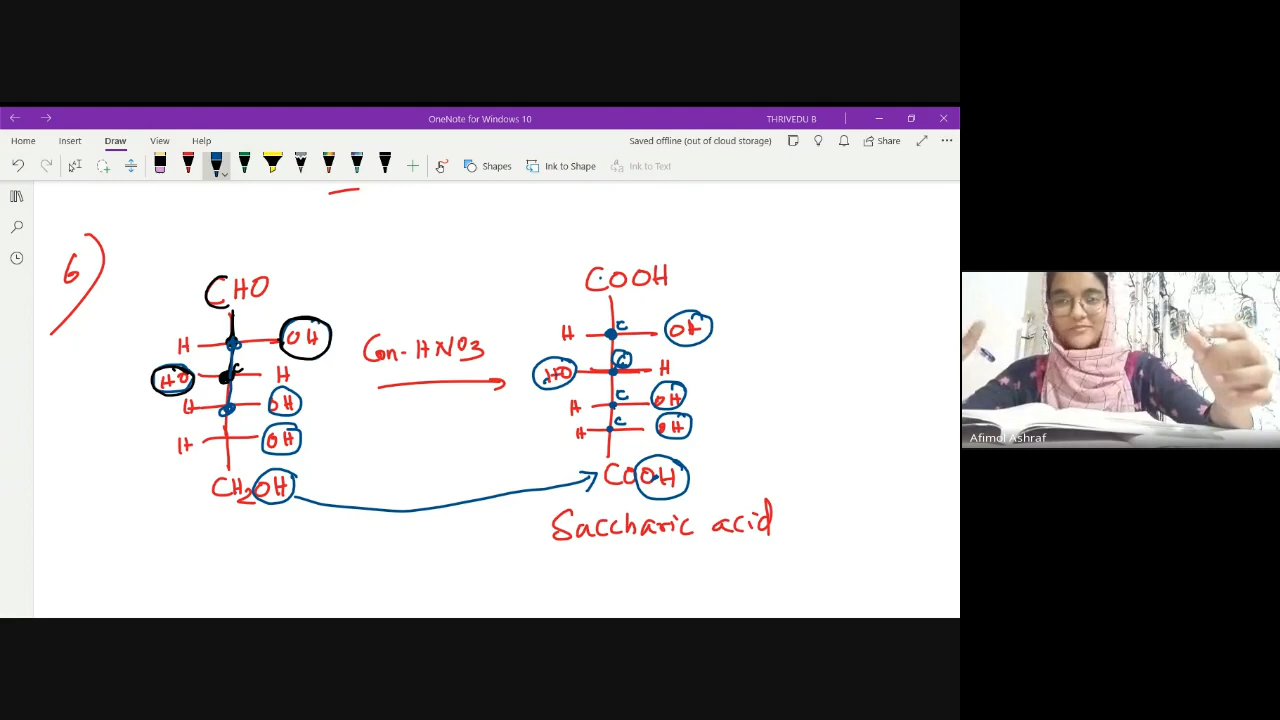 OneNote for Windows 10
THRIVEDU B
Home Insert Draw View Help
Saved offline (out of cloud storage)
Share
Shapes
Ink to Shape
Ink to Text
6)
CHO
H OH
HO C H
H OH
H OH
CH2OH
Con-HNO3
COOH
H C OH
HO C H
H C OH
H C OH
COOH
Saccharic acid
Afimol Ashraf